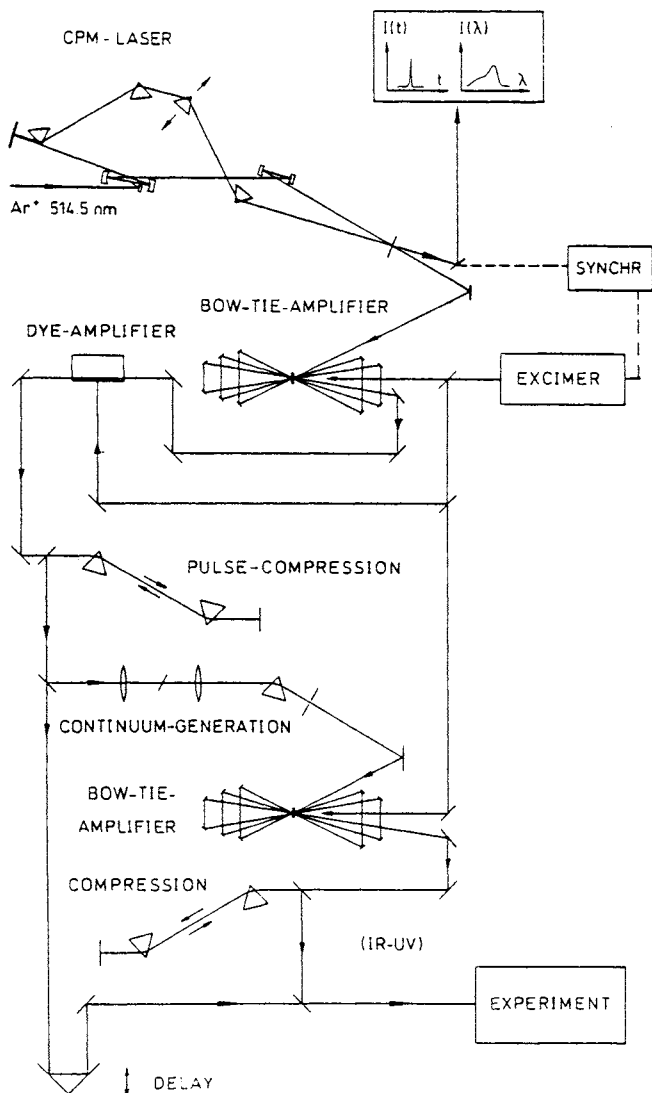 CPM-LASER
I(t)
I(λ)
t
λ
Ar⁺ 514.5 nm
SYNCHR
BOW-TIE-AMPLIFIER
DYE-AMPLIFIER
EXCIMER
PULSE-COMPRESSION
CONTINUUM-GENERATION
BOW-TIE-
AMPLIFIER
COMPRESSION
(IR-UV)
EXPERIMENT
DELAY